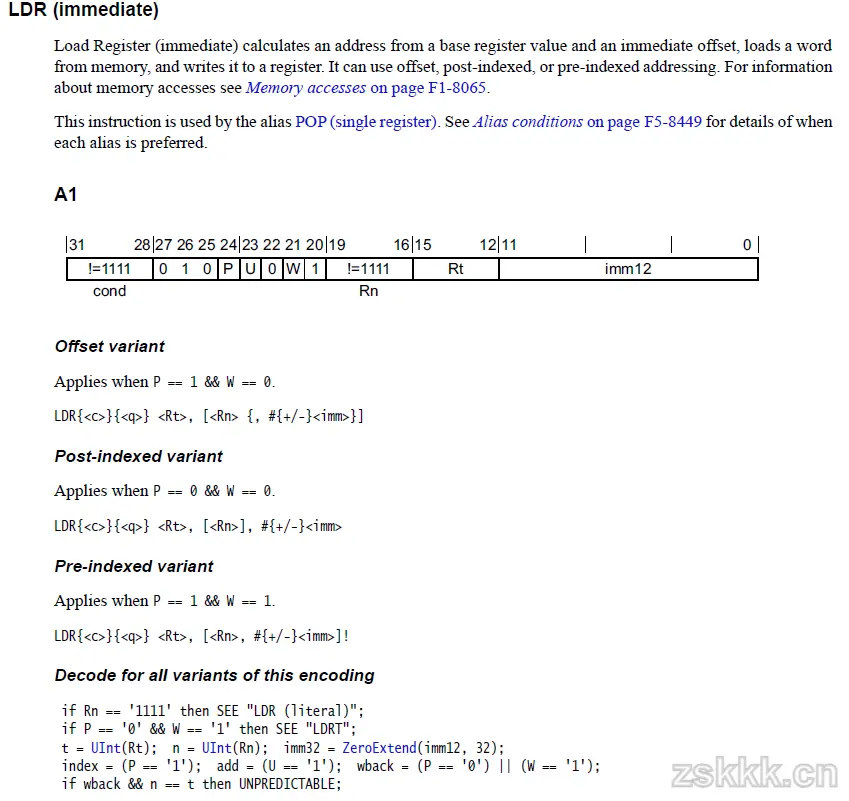 LDR (immediate)
Load Register (immediate) calculates an address from a base register value and an immediate offset, loads a word
from memory, and writes it to a register. It can use offset, post-indexed, or pre-indexed addressing. For information
about memory accesses see Memory accesses on page F1-8065.
This instruction is used by the alias POP (single register). See Alias conditions on page F5-8449 for details of when
each alias is preferred.
A1
31 28 27 26 25 24 23 22 21 20 19 16 15 12 11 0
!=1111 0 1 0 P U 0 W 1 !=1111 Rt imm12
cond Rn
Offset variant
Applies when P == 1 && W == 0.
LDR{<c>}{<q>} <Rt>, [<Rn> {, #{+/-}<imm>}]
Post-indexed variant
Applies when P == 0 && W == 0.
LDR{<c>}{<q>} <Rt>, [<Rn>], #{+/-}<imm>
Pre-indexed variant
Applies when P == 1 && W == 1.
LDR{<c>}{<q>} <Rt>, [<Rn>, #{+/-}<imm>]!
Decode for all variants of this encoding
if Rn == '1111' then SEE "LDR (literal)";
if P == '0' && W == '1' then SEE "LDRT";
t = UInt(Rt); n = UInt(Rn); imm32 = ZeroExtend(imm12, 32);
index = (P == '1'); add = (U == '1'); wback = (P == '0') || (W == '1');
if wback && n == t then UNPREDICTABLE;
zskkk.cn